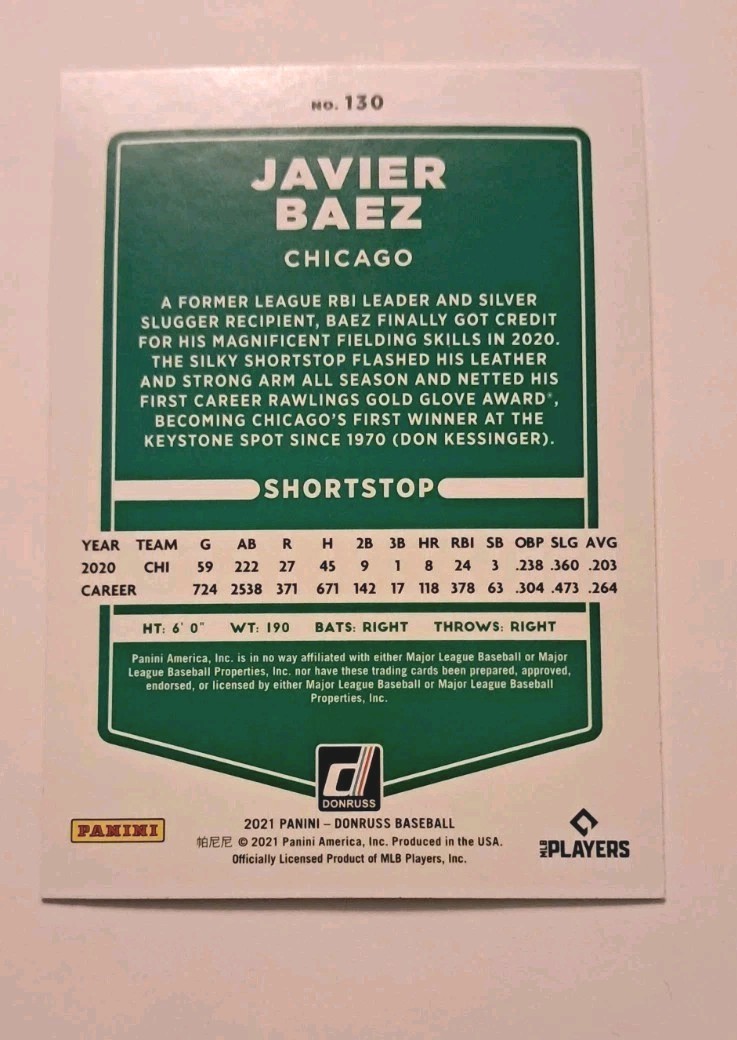 NO. 130
JAVIER
BAEZ
CHICAGO
A FORMER LEAGUE RBI LEADER AND SILVER
SLUGGER RECIPIENT, BAEZ FINALLY GOT CREDIT
FOR HIS MAGNIFICENT FIELDING SKILLS IN 2020.
THE SILKY SHORTSTOP FLASHED HIS LEATHER
AND STRONG ARM ALL SEASON AND NETTED HIS
FIRST CAREER RAWLINGS GOLD GLOVE AWARD®,
BECOMING CHICAGO'S FIRST WINNER AT THE
KEYSTONE SPOT SINCE 1970 (DON KESSINGER).
SHORTSTOP
YEAR TEAM G AB R H 2B 3B HR RBI SB OBP SLG AVG
2020 CHI 59 222 27 45 9 1 8 24 3 .238 .360 .203
CAREER 724 2538 371 671 142 17 118 378 63 .304 .473 .264
HT: 6' 0" WT: 190 BATS: RIGHT THROWS: RIGHT
Panini America, Inc. is in no way affiliated with either Major League Baseball or Major
League Baseball Properties, Inc. nor have these trading cards been prepared, approved,
endorsed, or licensed by either Major League Baseball or Major League Baseball
Properties, Inc.
d
DONRUSS
PANINI
2021 PANINI – DONRUSS BASEBALL
帕尼尼 © 2021 Panini America, Inc. Produced in the USA.
Officially Licensed Product of MLB Players, Inc.
MLB PLAYERS